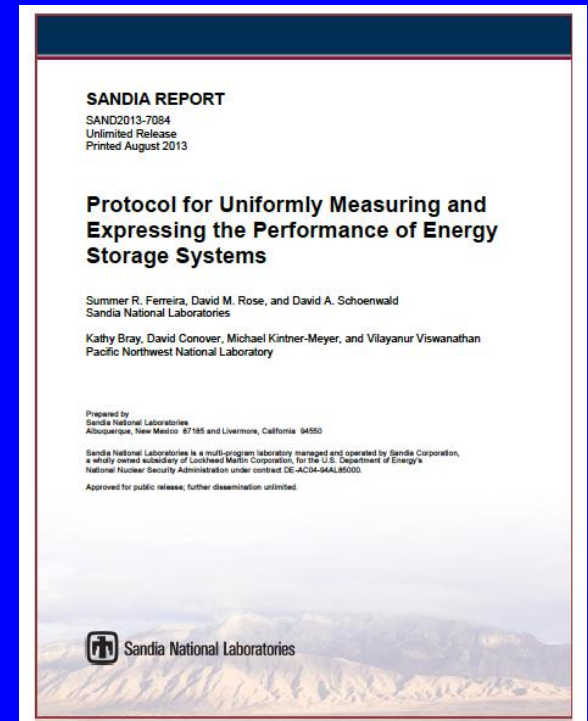 SANDIA REPORT
SAND2013-7084
Unlimited Release
Printed August 2013
Protocol for Uniformly Measuring and
Expressing the Performance of Energy
Storage Systems
Summer R. Ferreira, David M. Rose, and David A. Schoenwald
Sandia National Laboratories
Kathy Bray, David Conover, Michael Kintner-Meyer, and Vilayanur Viswanathan
Pacific Northwest National Laboratory
Prepared by
Sandia National Laboratories
Albuquerque, New Mexico 87185 and Livermore, California 94550
Sandia National Laboratories is a multi-program laboratory managed and operated by Sandia Corporation,
a wholly owned subsidiary of Lockheed Martin Corporation, for the U.S. Department of Energy's
National Nuclear Security Administration under contract DE-AC04-94AL85000.
Approved for public release; further dissemination unlimited.
Sandia National Laboratories